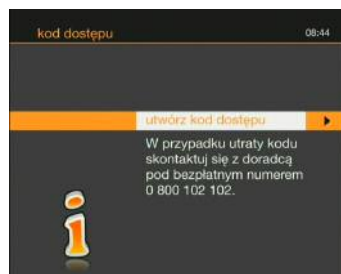 kod dostępu 08:44
utwórz kod dostępu
W przypadku utraty kodu
skontaktuj się z doradcą
pod bezpłatnym numerem
0 800 102 102.